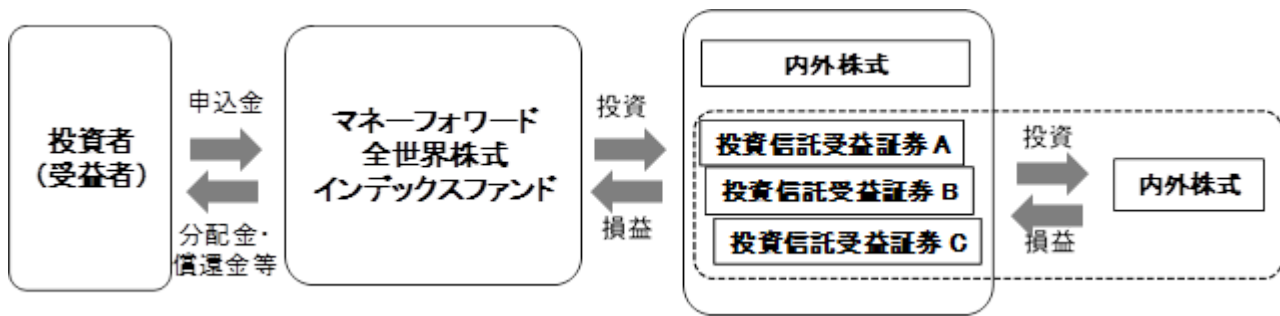 投資者
(受益者)
申込金
分配金・
償還金等
マネーフォワード
全世界株式
インデックスファンド
投資
損益
内外株式
投資信託受益証券 A
投資信託受益証券 B
投資信託受益証券 C
投資
損益
内外株式